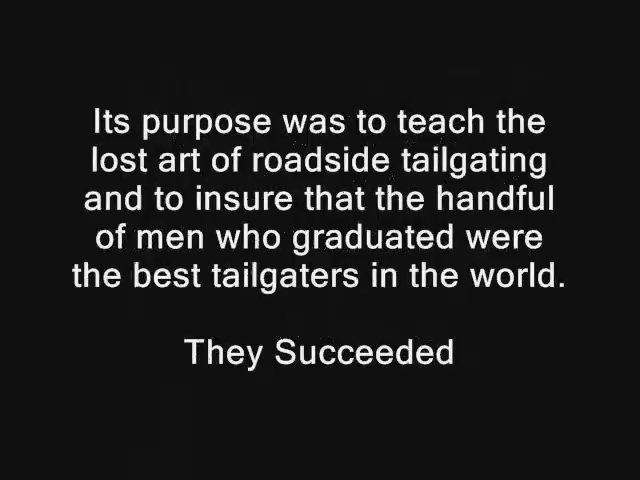 Its purpose was to teach the
lost art of roadside tailgating
and to insure that the handful
of men who graduated were
the best tailgaters in the world.
They Succeeded